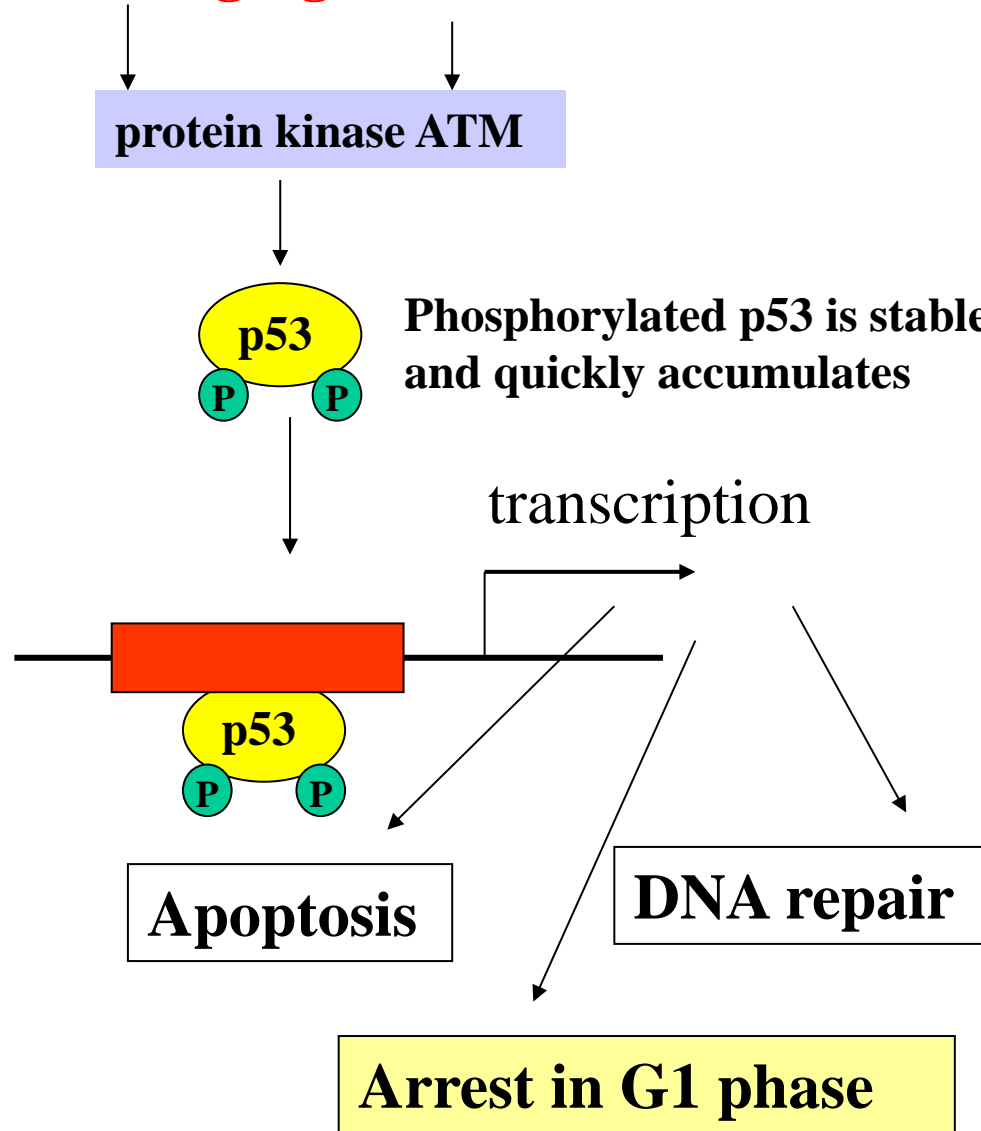 protein kinase ATM
p53
P P
Phosphorylated p53 is stable
and quickly accumulates
transcription
p53
P P
Apoptosis
DNA repair
Arrest in G1 phase